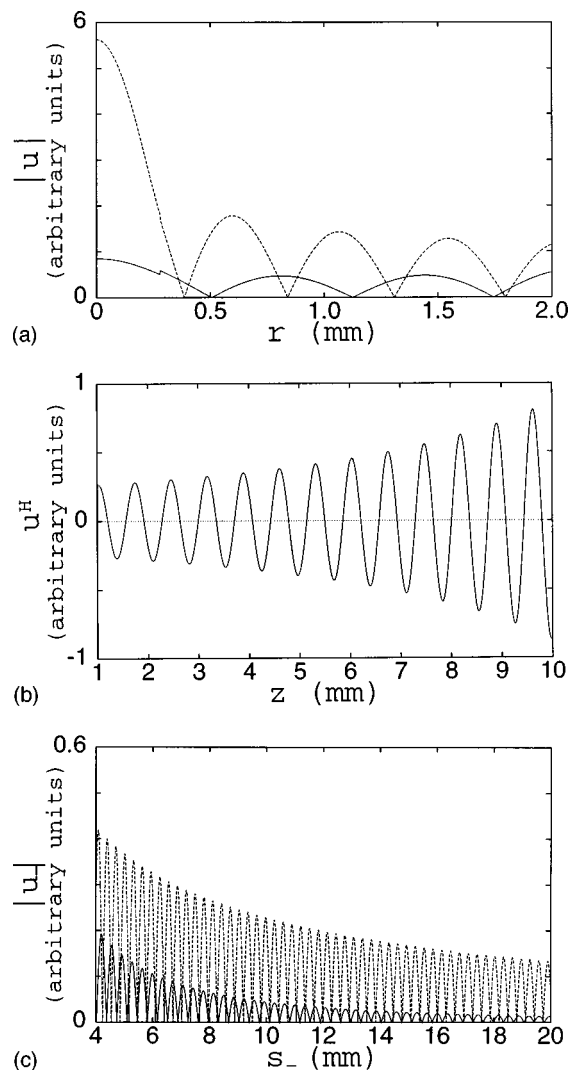 6
|u|
(arbitrary units)
0
0 0.5 1.0 1.5 2.0
(a) r (mm)
1
u^H
(arbitrary units)
0
-1
1 2 3 4 5 6 7 8 9 10
(b) z (mm)
0.6
|u_|
(arbitrary units)
0
4 6 8 10 12 14 16 18 20
(c) s_ (mm)